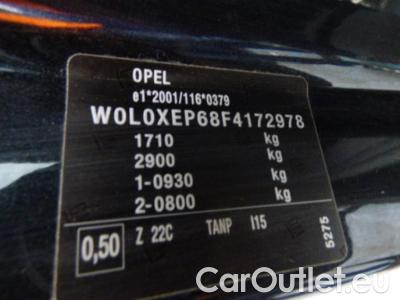 OPEL
e1*2001/116*0379
W0L0XEP68F4172978
1710 kg
2900 kg
1-0930 kg
2-0800 kg
0,50 Z 22C TANP I15
5275
CarOutlet.eu